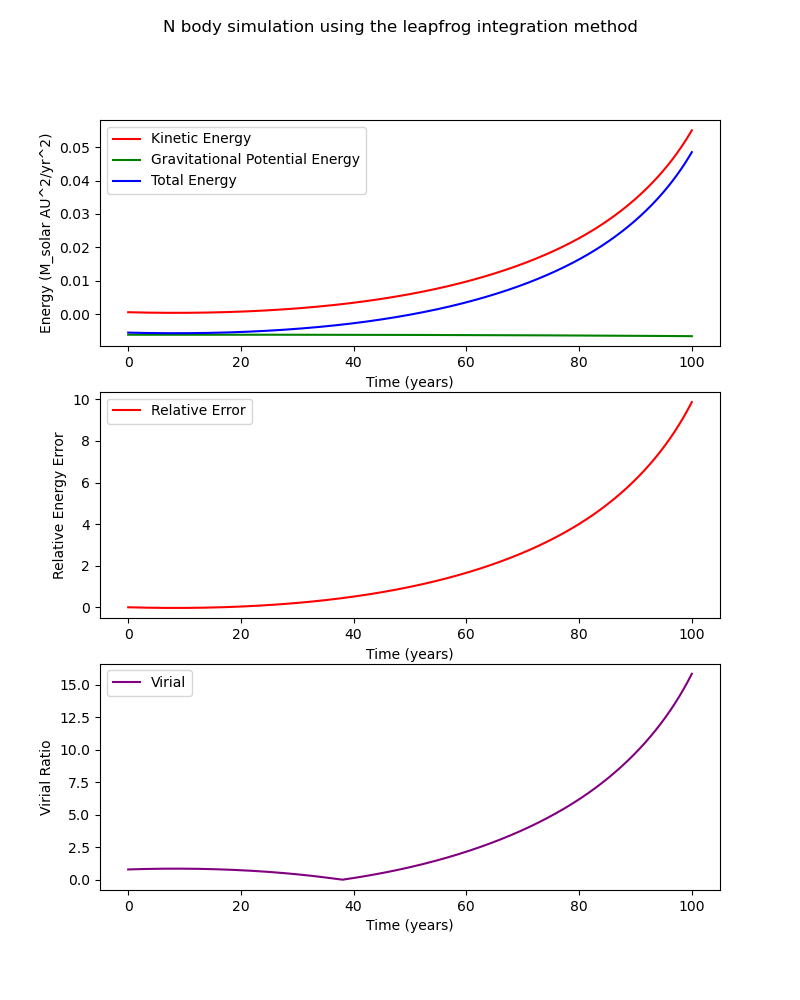 N body simulation using the leapfrog integration method
Kinetic Energy
Gravitational Potential Energy
Total Energy
Energy (M_solar AU^2/yr^2)
0.05
0.04
0.03
0.02
0.01
0.00
0 20 40 60 80 100
Time (years)
Relative Error
Relative Energy Error
10
8
6
4
2
0
0 20 40 60 80 100
Time (years)
Virial
Virial Ratio
15.0
12.5
10.0
7.5
5.0
2.5
0.0
0 20 40 60 80 100
Time (years)